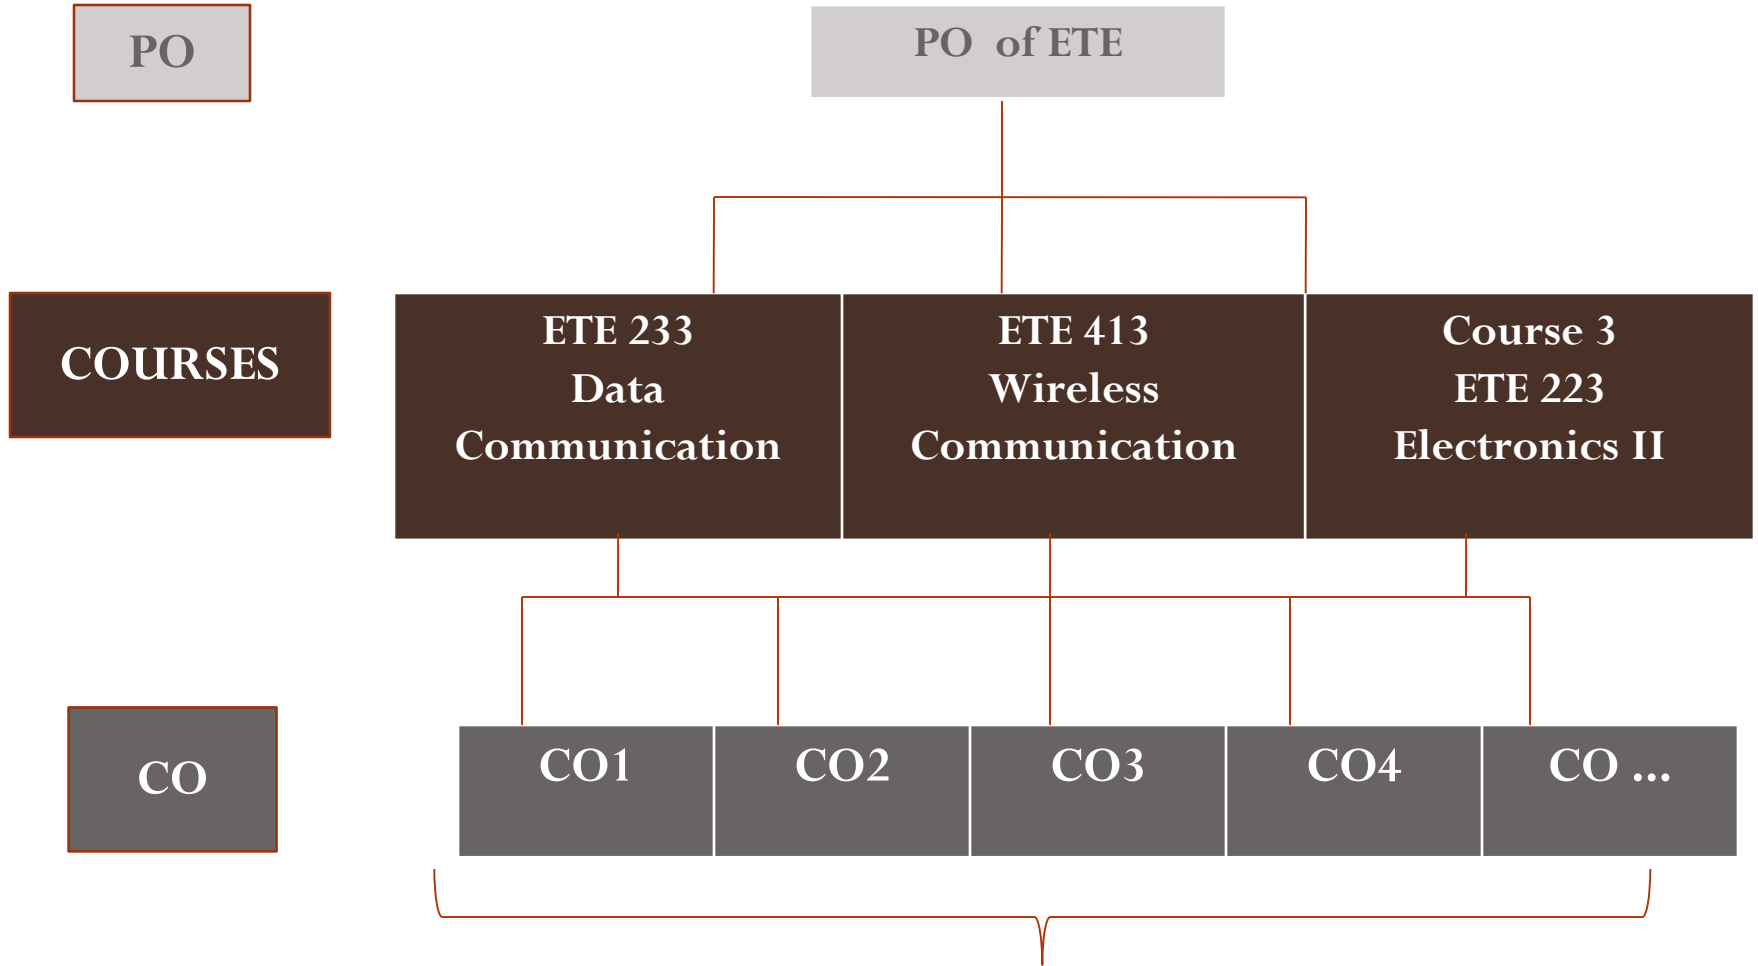 PO
PO of ETE
COURSES
ETE 233
Data
Communication
ETE 413
Wireless
Communication
Course 3
ETE 223
Electronics II
CO
CO1
CO2
CO3
CO4
CO ...